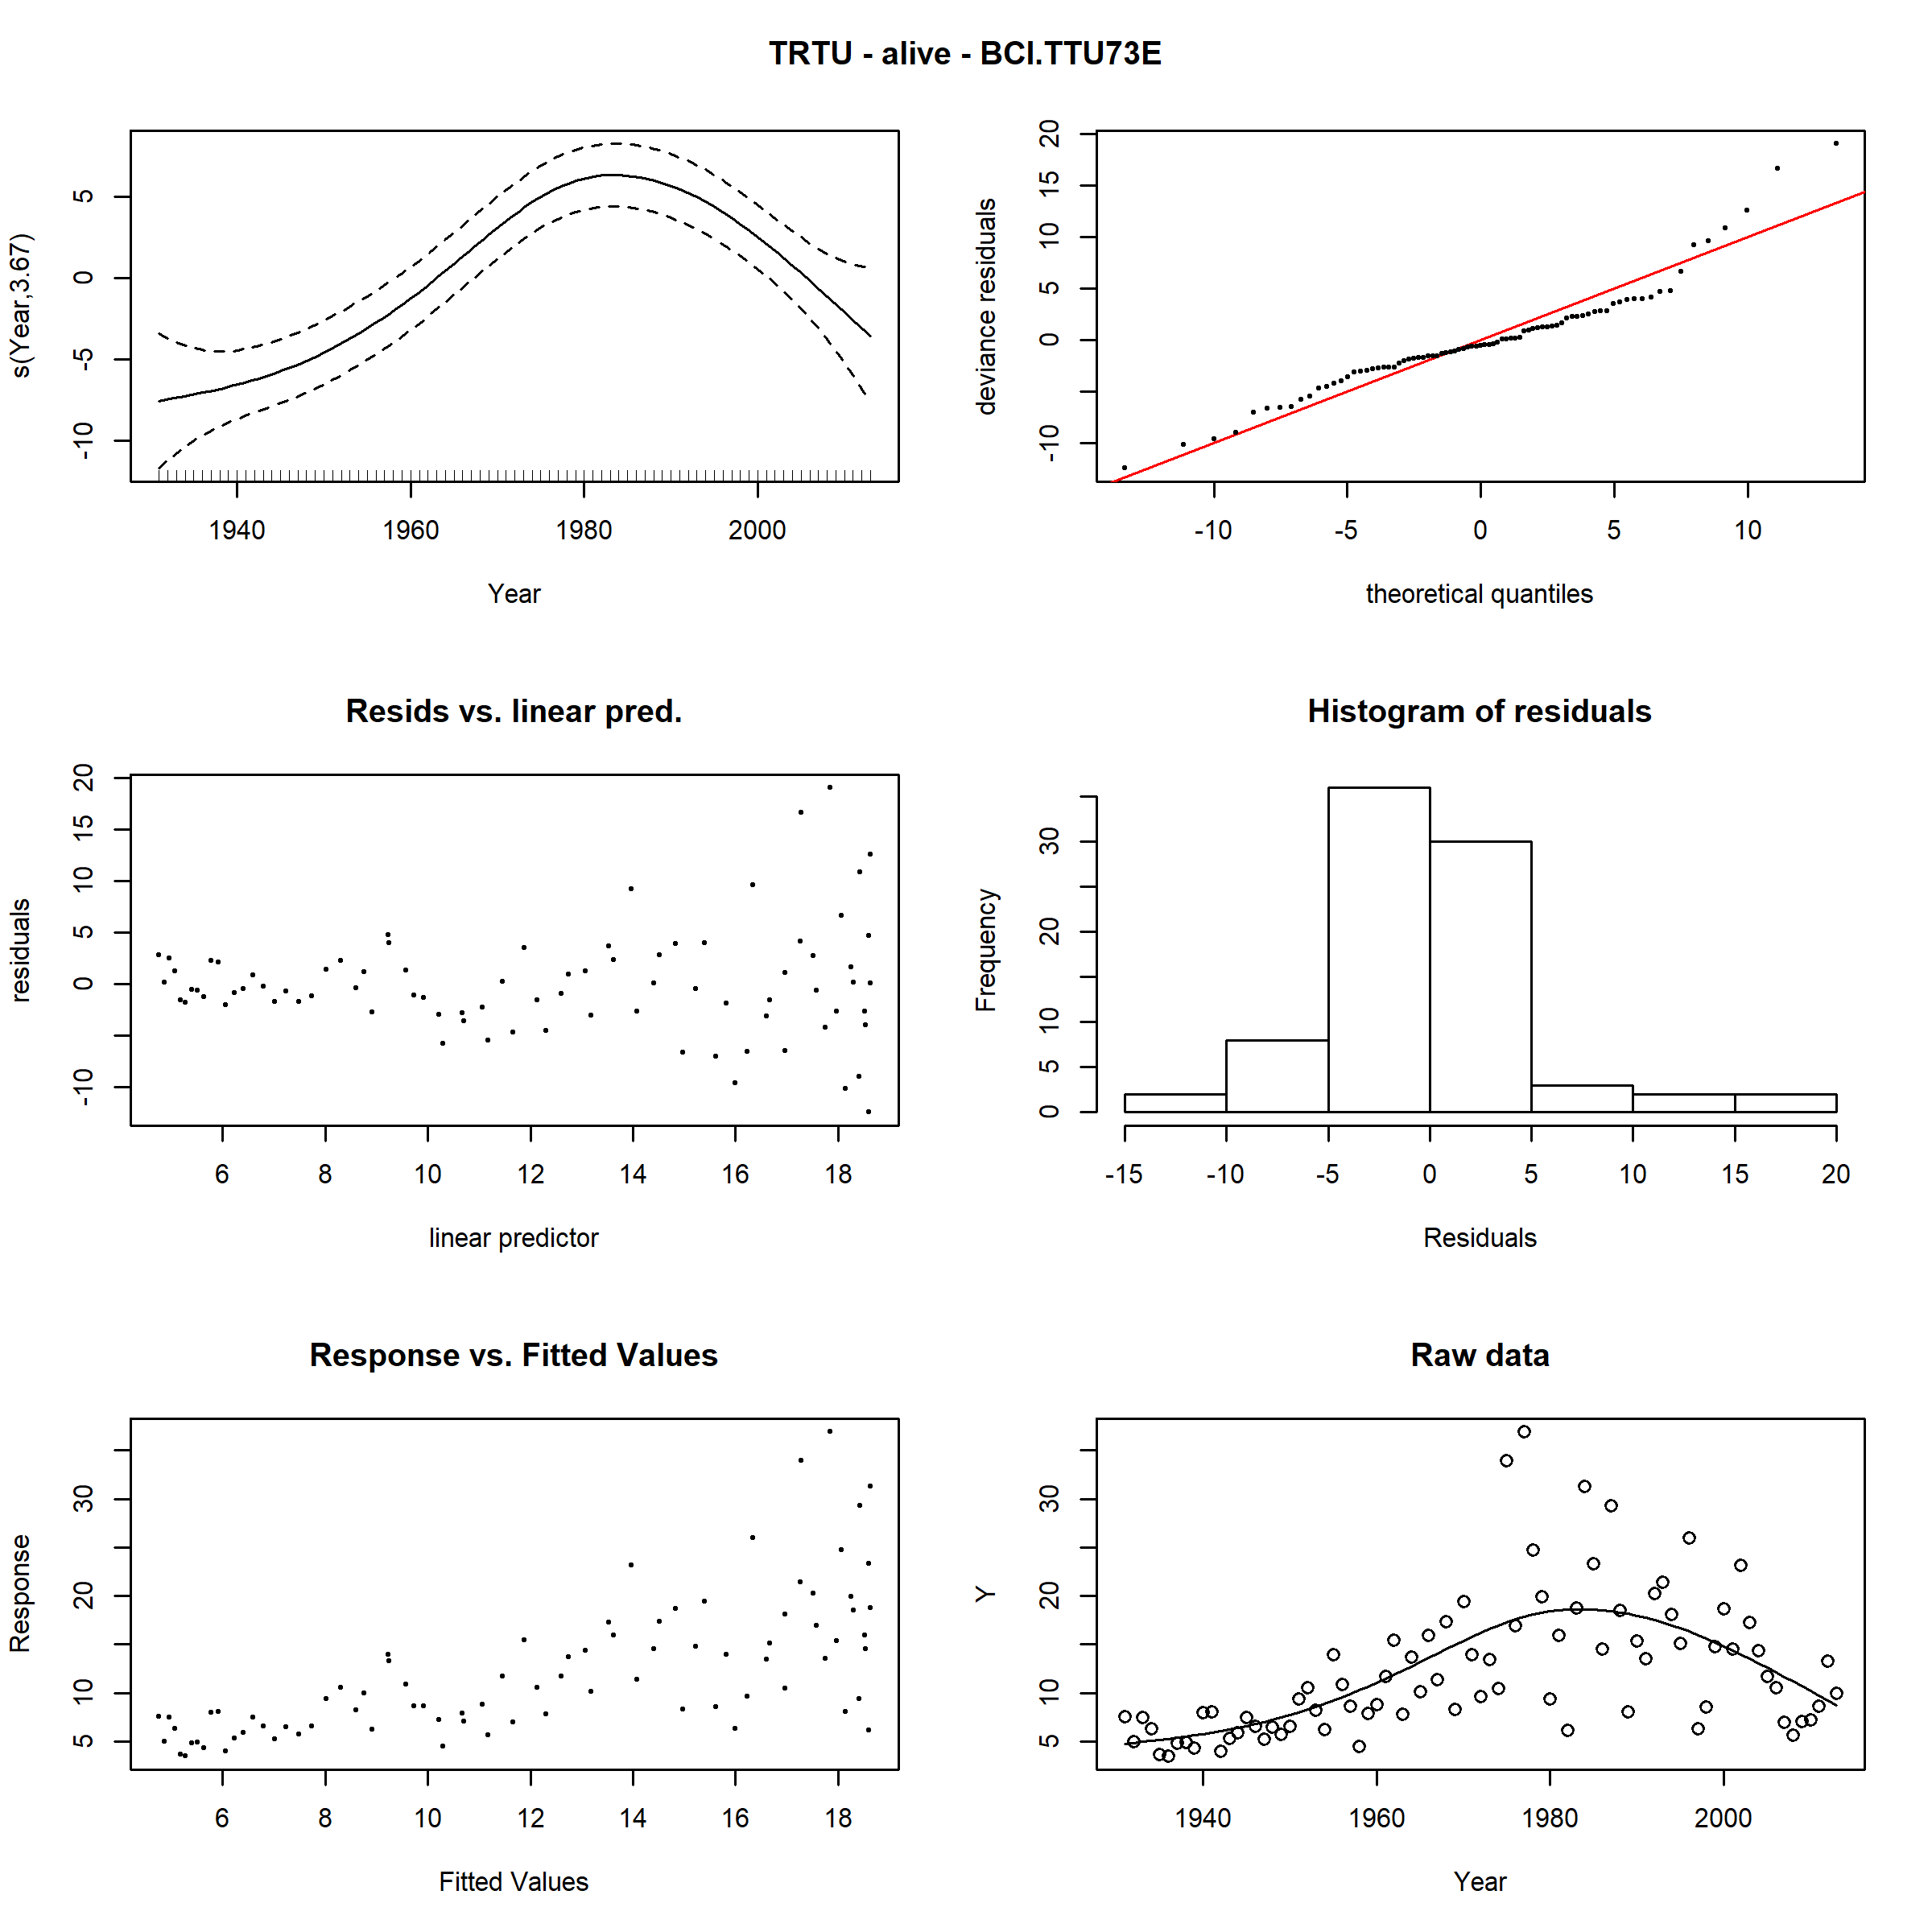 TRTU - alive - BCI.TTU73E
s(Year,3.67)
5
0
-5
-10
1940 1960 1980 2000
Year
deviance residuals
20
15
10
5
0
-10
-10 -5 0 5 10
theoretical quantiles
Resids vs. linear pred.
residuals
20
15
10
5
0
-10
6 8 10 12 14 16 18
linear predictor
Histogram of residuals
Frequency
30
20
10
5
0
-15 -10 -5 0 5 10 15 20
Residuals
Response vs. Fitted Values
Response
30
20
10
5
6 8 10 12 14 16 18
Fitted Values
Raw data
Y
30
20
10
5
1940 1960 1980 2000
Year